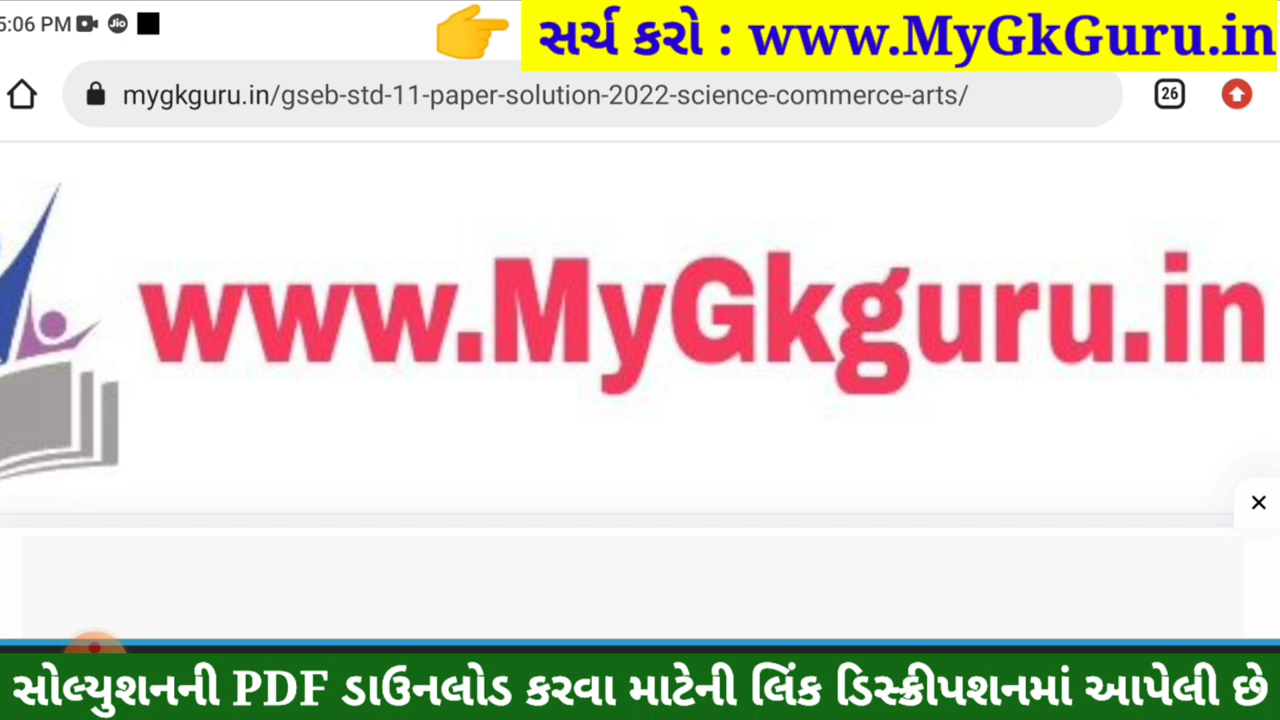 5:06 PM Jio
👉 સર્ચ કરો : www.MyGkGuru.in
mygkguru.in/gseb-std-11-paper-solution-2022-science-commerce-arts/ 26
www.MyGkguru.in
સોલ્યુશનની PDF ડાઉનલોડ કરવા માટેની લિંક ડિસ્ક્રીપશનમાં આપેલી છે